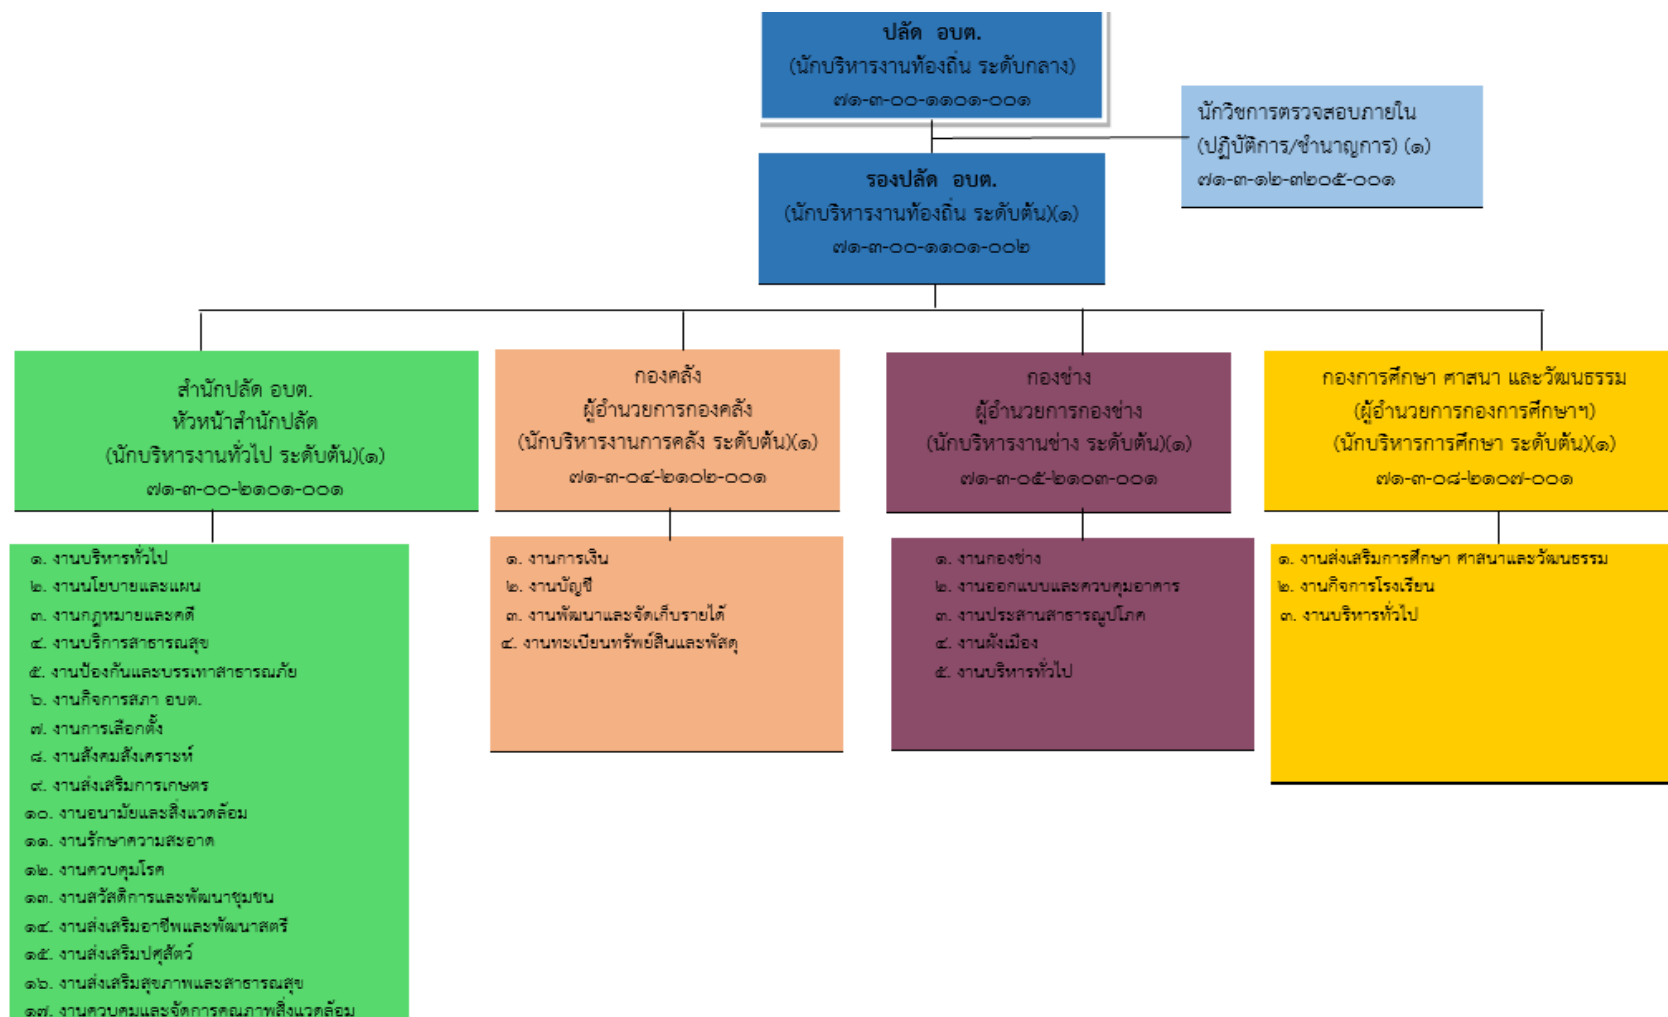 ปลัด อบต.
(นักบริหารงานท้องถิ่น ระดับกลาง)
๗๑-๓-๐๐-๑๑๐๑-๐๐๑
นักวิชการตรวจสอบภายใน
(ปฏิบัติการ/ชำนาญการ) (๑)
๗๑-๓-๑๒-๓๒๐๕-๐๐๑
รองปลัด อบต.
(นักบริหารงานท้องถิ่น ระดับต้น)(๑)
๗๑-๓-๐๐-๑๑๐๑-๐๐๒
สำนักปลัด อบต.
หัวหน้าสำนักปลัด
(นักบริหารงานทั่วไป ระดับต้น)(๑)
๗๑-๓-๐๐-๒๑๐๑-๐๐๑
กองคลัง
ผู้อำนวยการกองคลัง
(นักบริหารงานการคลัง ระดับต้น)(๑)
๗๑-๓-๐๔-๒๑๐๒-๐๐๑
กองช่าง
ผู้อำนวยการกองช่าง
(นักบริหารงานช่าง ระดับต้น)(๑)
๗๑-๓-๐๕-๒๑๐๓-๐๐๑
กองการศึกษา ศาสนา และวัฒนธรรม
(ผู้อำนวยการกองการศึกษาฯ)
(นักบริหารการศึกษา ระดับต้น)(๑)
๗๑-๓-๐๘-๒๑๐๗-๐๐๑
๑. งานบริหารทั่วไป
๒. งานนโยบายและแผน
๓. งานกฎหมายและคดี
๔. งานบริการสาธารณสุข
๕. งานป้องกันและบรรเทาสาธารณภัย
๖. งานกิจการสภา อบต.
๗. งานการเลือกตั้ง
๘. งานสังคมสังเคราะห์
๙. งานส่งเสริมการเกษตร
๑๐. งานอนามัยและสิ่งแวดล้อม
๑๑. งานรักษาความสะอาด
๑๒. งานควบคุมโรค
๑๓. งานสวัสดิการและพัฒนาชุมชน
๑๔. งานส่งเสริมอาชีพและพัฒนาสตรี
๑๕. งานส่งเสริมปศุสัตว์
๑๖. งานส่งเสริมสุขภาพและสาธารณสุข
๑๗. งานควบคุมและจัดการคุณภาพสิ่งแวดล้อม
๑. งานการเงิน
๒. งานบัญชี
๓. งานพัฒนาและจัดเก็บรายได้
๔. งานทะเบียนทรัพย์สินและพัสดุ
๑. งานกองช่าง
๒. งานออกแบบและควบคุมอาคาร
๓. งานประสานสาธารณูปโภค
๔. งานผังเมือง
๕. งานบริหารทั่วไป
๑. งานส่งเสริมการศึกษา ศาสนาและวัฒนธรรม
๒. งานกิจการโรงเรียน
๓. งานบริหารทั่วไป